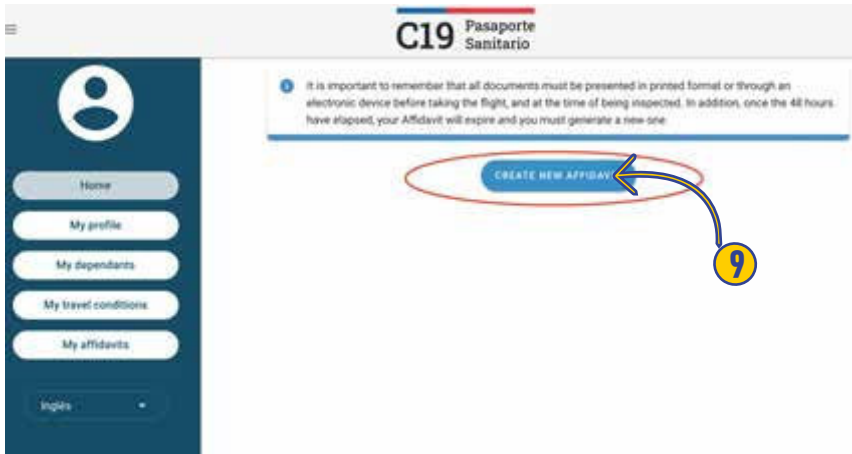 C19 Pasaporte
Sanitario
It is important to remember that all documents must be presented in printed format or through an
electronic device before taking the flight, and at the time of being inspected. In addition, once the 48 hours
have elapsed, your Affidavit will expire and you must generate a new one
CREATE NEW AFFIDAV
9
Home
My profile
My dependants
My travel conditions
My affidavits
Inglés